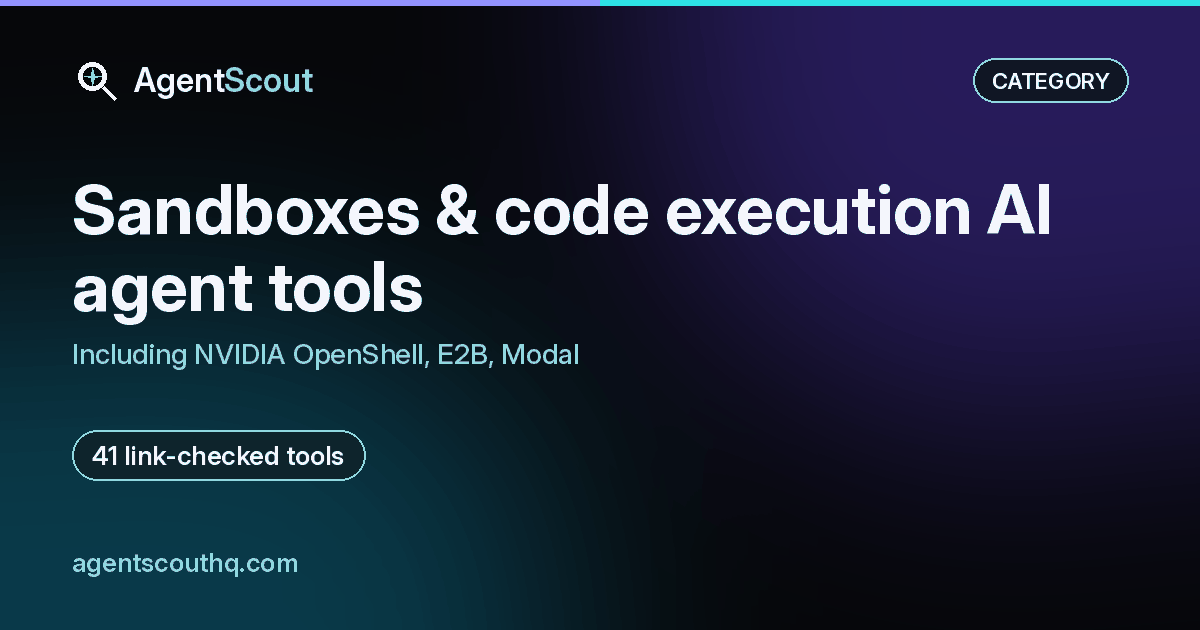 AgentScout
CATEGORY
Sandboxes & code execution AI
agent tools
Including NVIDIA OpenShell, E2B, Modal
41 link-checked tools
agentscouthq.com